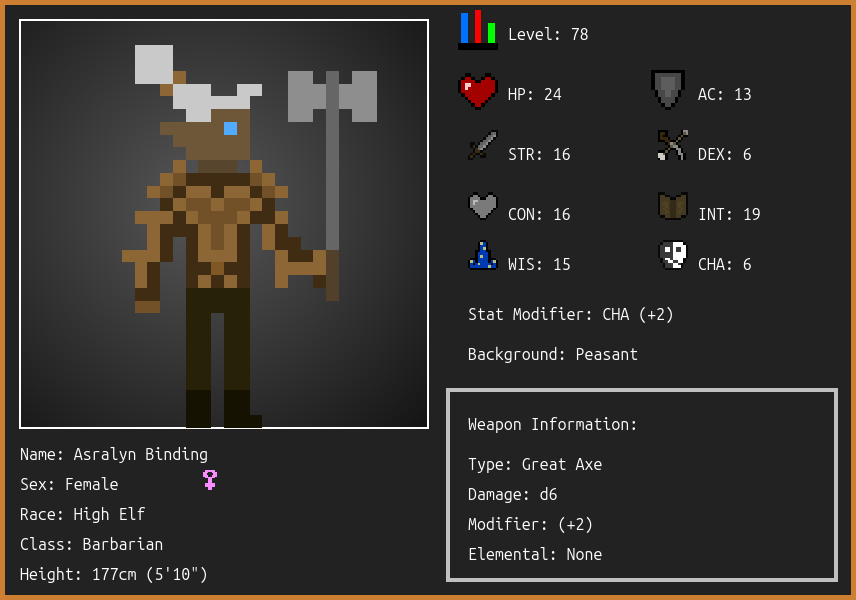 Level: 78
HP: 24
AC: 13
STR: 16
DEX: 6
CON: 16
INT: 19
WIS: 15
CHA: 6
Stat Modifier: CHA (+2)
Background: Peasant
Weapon Information:
Type: Great Axe
Damage: d6
Modifier: (+2)
Elemental: None
Name: Asralyn Binding
Sex: Female
Race: High Elf
Class: Barbarian
Height: 177cm (5'10")